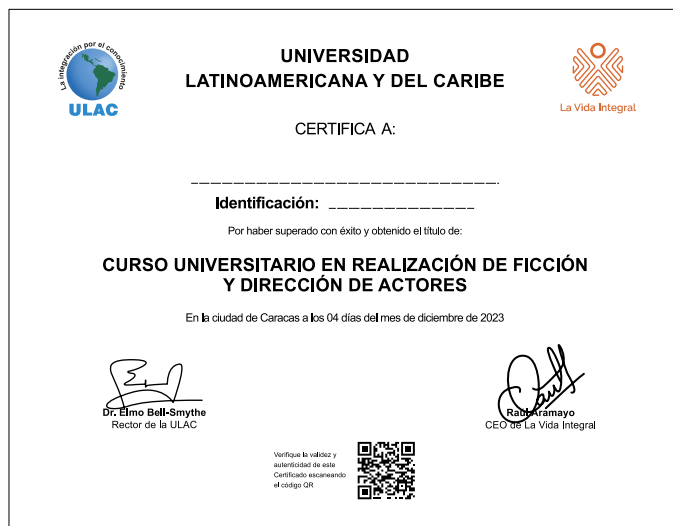 La integración por el conocimiento
ULAC
UNIVERSIDAD
LATINOAMERICANA Y DEL CARIBE
La Vida Integral
CERTIFICA A:
Identificación:
Por haber superado con éxito y obtenido el título de:
CURSO UNIVERSITARIO EN REALIZACIÓN DE FICCIÓN
Y DIRECCIÓN DE ACTORES
En la ciudad de Caracas a los 04 días del mes de diciembre de 2023
Dr. Elmo Bell-Smythe
Rector de la ULAC
Raúl Aramayo
CEO de La Vida Integral
Verifique la validez y
autenticidad de este
Certificado escaneando
el código QR